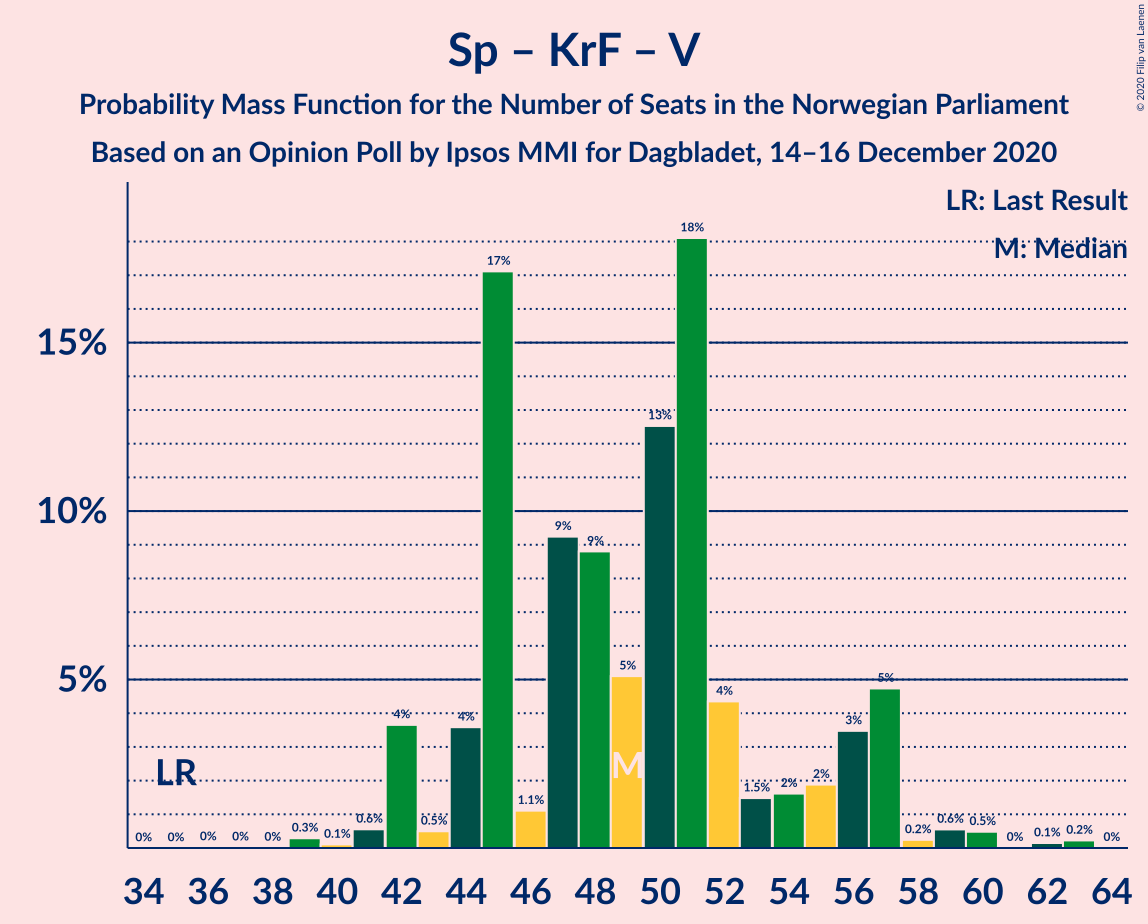 Sp – KrF – V
Probability Mass Function for the Number of Seats in the Norwegian Parliament
Based on an Opinion Poll by Ipsos MMI for Dagbladet, 14–16 December 2020
© 2020 Filip van Laenen
LR: Last Result
M: Median
15%
10%
5%
0% 0% 0% 0% 0% 0.3% 0.1% 0.6% 4% 0.5% 4% 17% 1.1% 9% 9% 5% 13% 18% 4% 1.5% 2% 2% 3% 5% 0.2% 0.6% 0.5% 0% 0.1% 0.2% 0%
LR
M
34 36 38 40 42 44 46 48 50 52 54 56 58 60 62 64